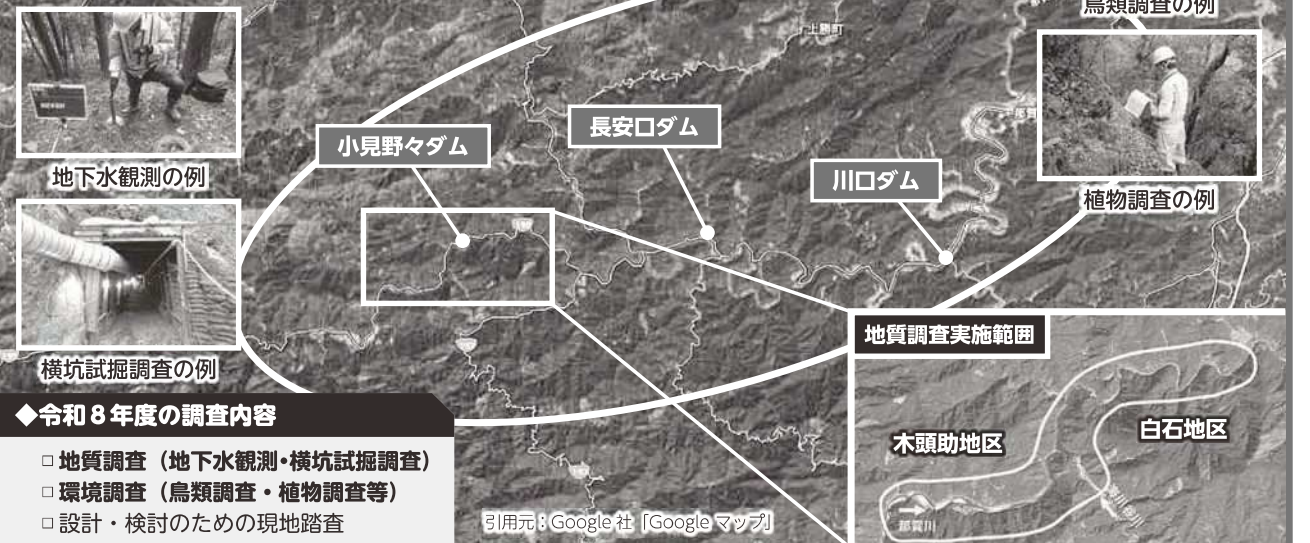 鳥類調査の例
上勝町
小見野々ダム
長安口ダム
川口ダム
地下水観測の例
植物調査の例
横坑試掘調査の例
地質調査実施範囲
木頭助地区
白石地区
那賀川
◆令和8年度の調査内容
□ 地質調査（地下水観測・横坑試掘調査）
□ 環境調査（鳥類調査・植物調査等）
□ 設計・検討のための現地踏査
引用元：Google 社「Google マップ」